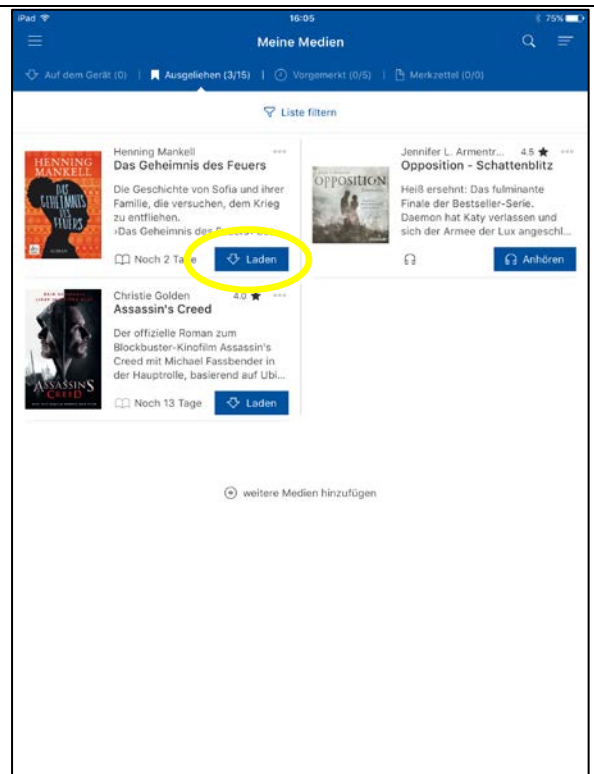 iPad 16:05 75%
Meine Medien
Auf dem Gerät (0) | Ausgeliehen (3/15) | Vorgemerkt (0/5) | Merkzettel (0/0)
Liste filtern
HENNING
MANKELL
DAS
GEHEIMNIS
DES
FEUERS
Henning Mankell
Das Geheimnis des Feuers
Die Geschichte von Sofia und ihrer
Familie, die versuchen, dem Krieg
zu entfliehen.
›Das Geheimnis des
Noch 2 Tage
Laden
OPPOSITION
Jennifer L. Armentr... 4.5 ★
Opposition - Schattenblitz
Heiß ersehnt: Das fulminante
Finale der Bestseller-Serie.
Daemon hat Katy verlassen und
sich der Armee der Lux angeschl...
Anhören
ASSASSIN'S
CREED
Christie Golden 4.0 ★
Assassin's Creed
Der offizielle Roman zum
Blockbuster-Kinofilm Assassin's
Creed mit Michael Fassbender in
der Hauptrolle, basierend auf Ubi...
Noch 13 Tage
Laden
weitere Medien hinzufügen